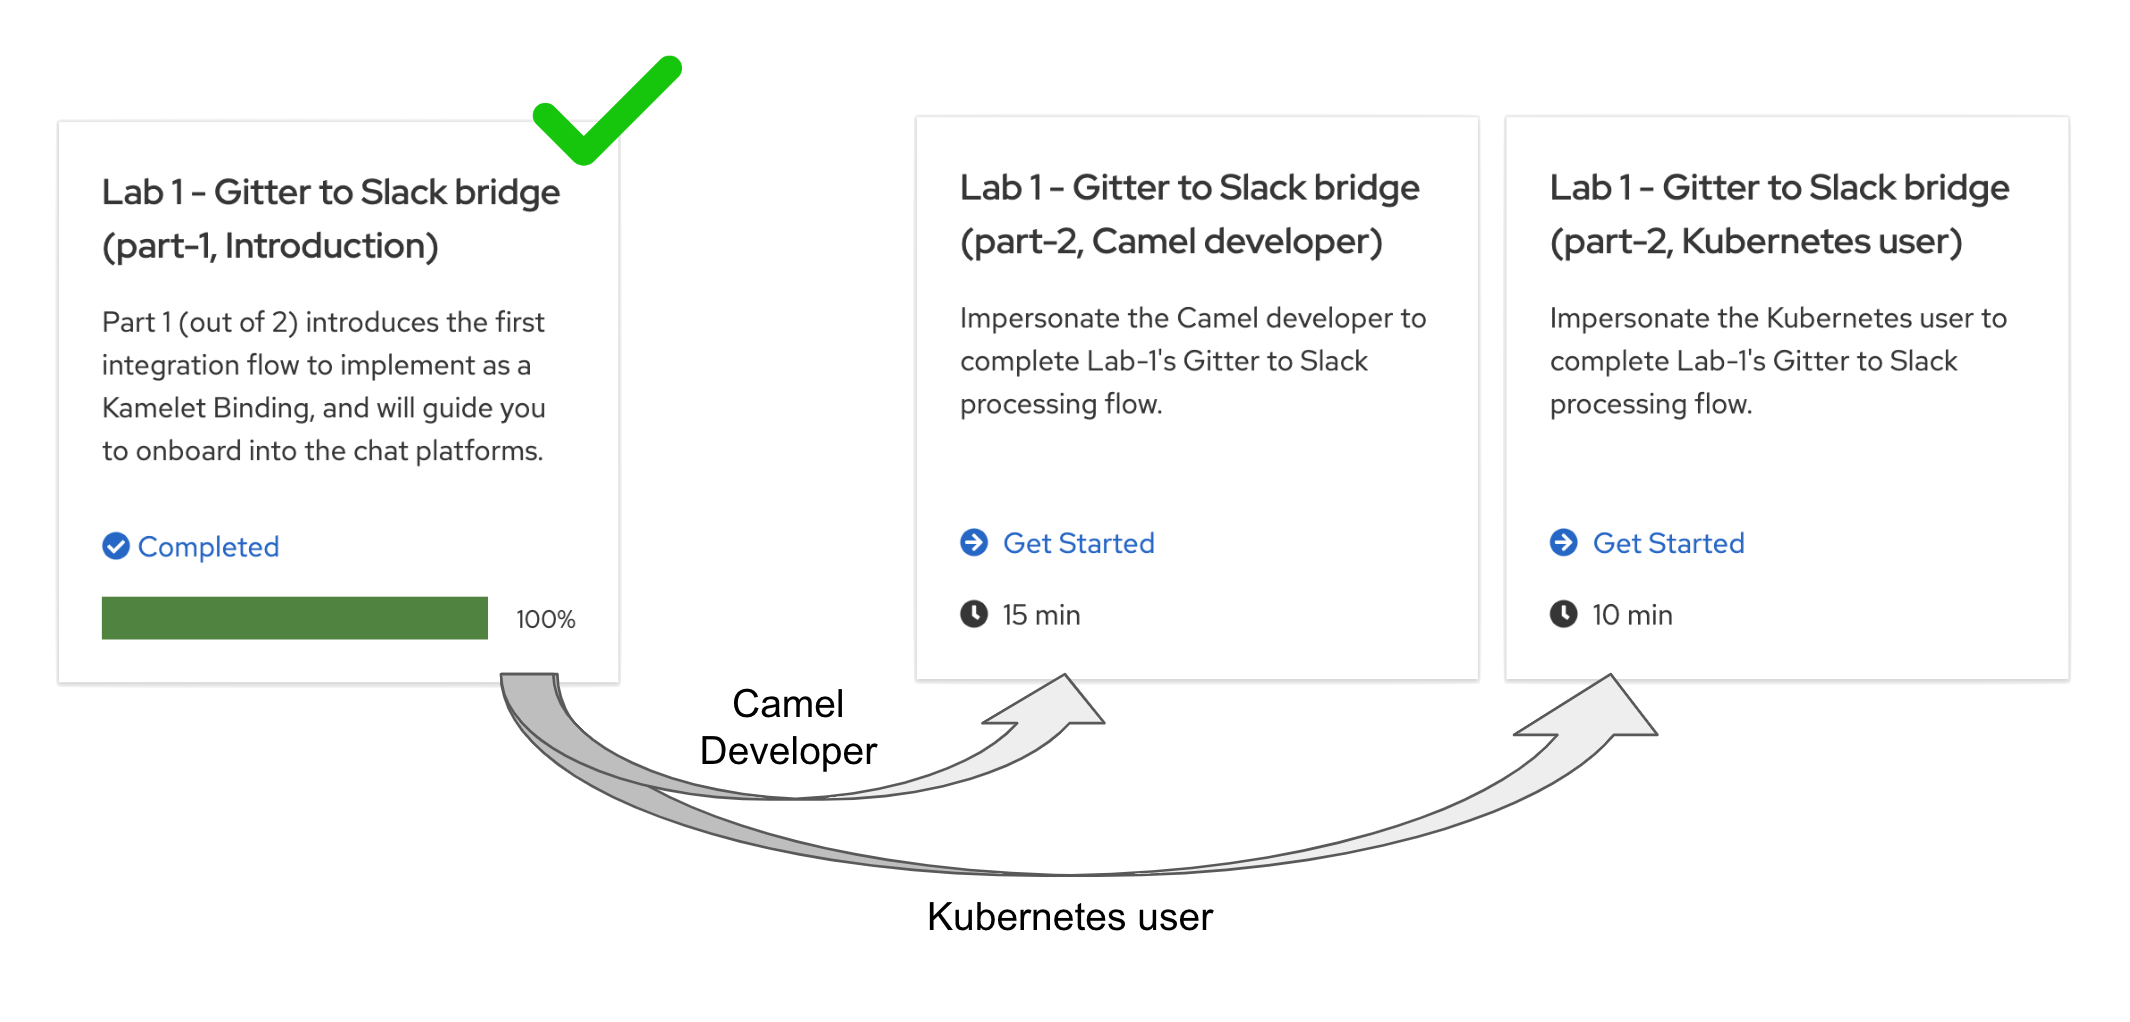 Lab 1 - Gitter to Slack bridge
(part-1, Introduction)
Part 1 (out of 2) introduces the first
integration flow to implement as a
Kamelet Binding, and will guide you
to onboard into the chat platforms.
Completed
100%
Lab 1 - Gitter to Slack bridge
(part-2, Camel developer)
Impersonate the Camel developer to
complete Lab-1's Gitter to Slack
processing flow.
Get Started
15 min
Lab 1 - Gitter to Slack bridge
(part-2, Kubernetes user)
Impersonate the Kubernetes user to
complete Lab-1's Gitter to Slack
processing flow.
Get Started
10 min
Camel
Developer
Kubernetes user